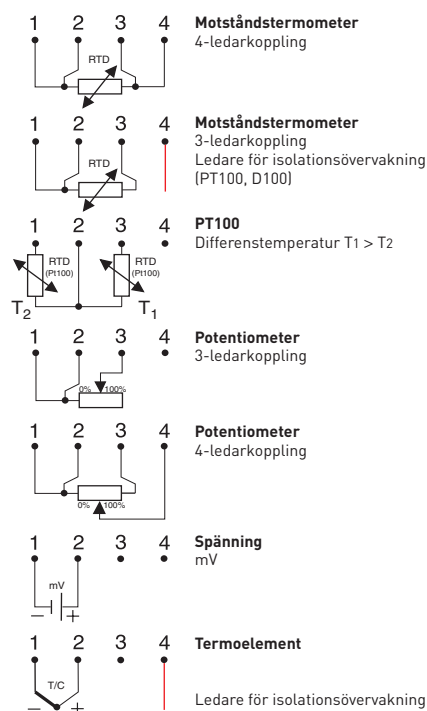 1 2 3 4
Motståndstermometer
4-ledarkoppling
RTD
1 2 3 4
Motståndstermometer
3-ledarkoppling
Ledare för isolationsövervakning
(PT100, D100)
RTD
1 2 3 4
PT100
Differenstemperatur T1 > T2
RTD
(Pt100)
RTD
(Pt100)
T2 T1
1 2 3 4
Potentiometer
3-ledarkoppling
0% 100%
1 2 3 4
Potentiometer
4-ledarkoppling
0% 100%
1 2 3 4
Spänning
mV
mV
– +
1 2 3 4
Termoelement
T/C
Ledare för isolationsövervakning
– +